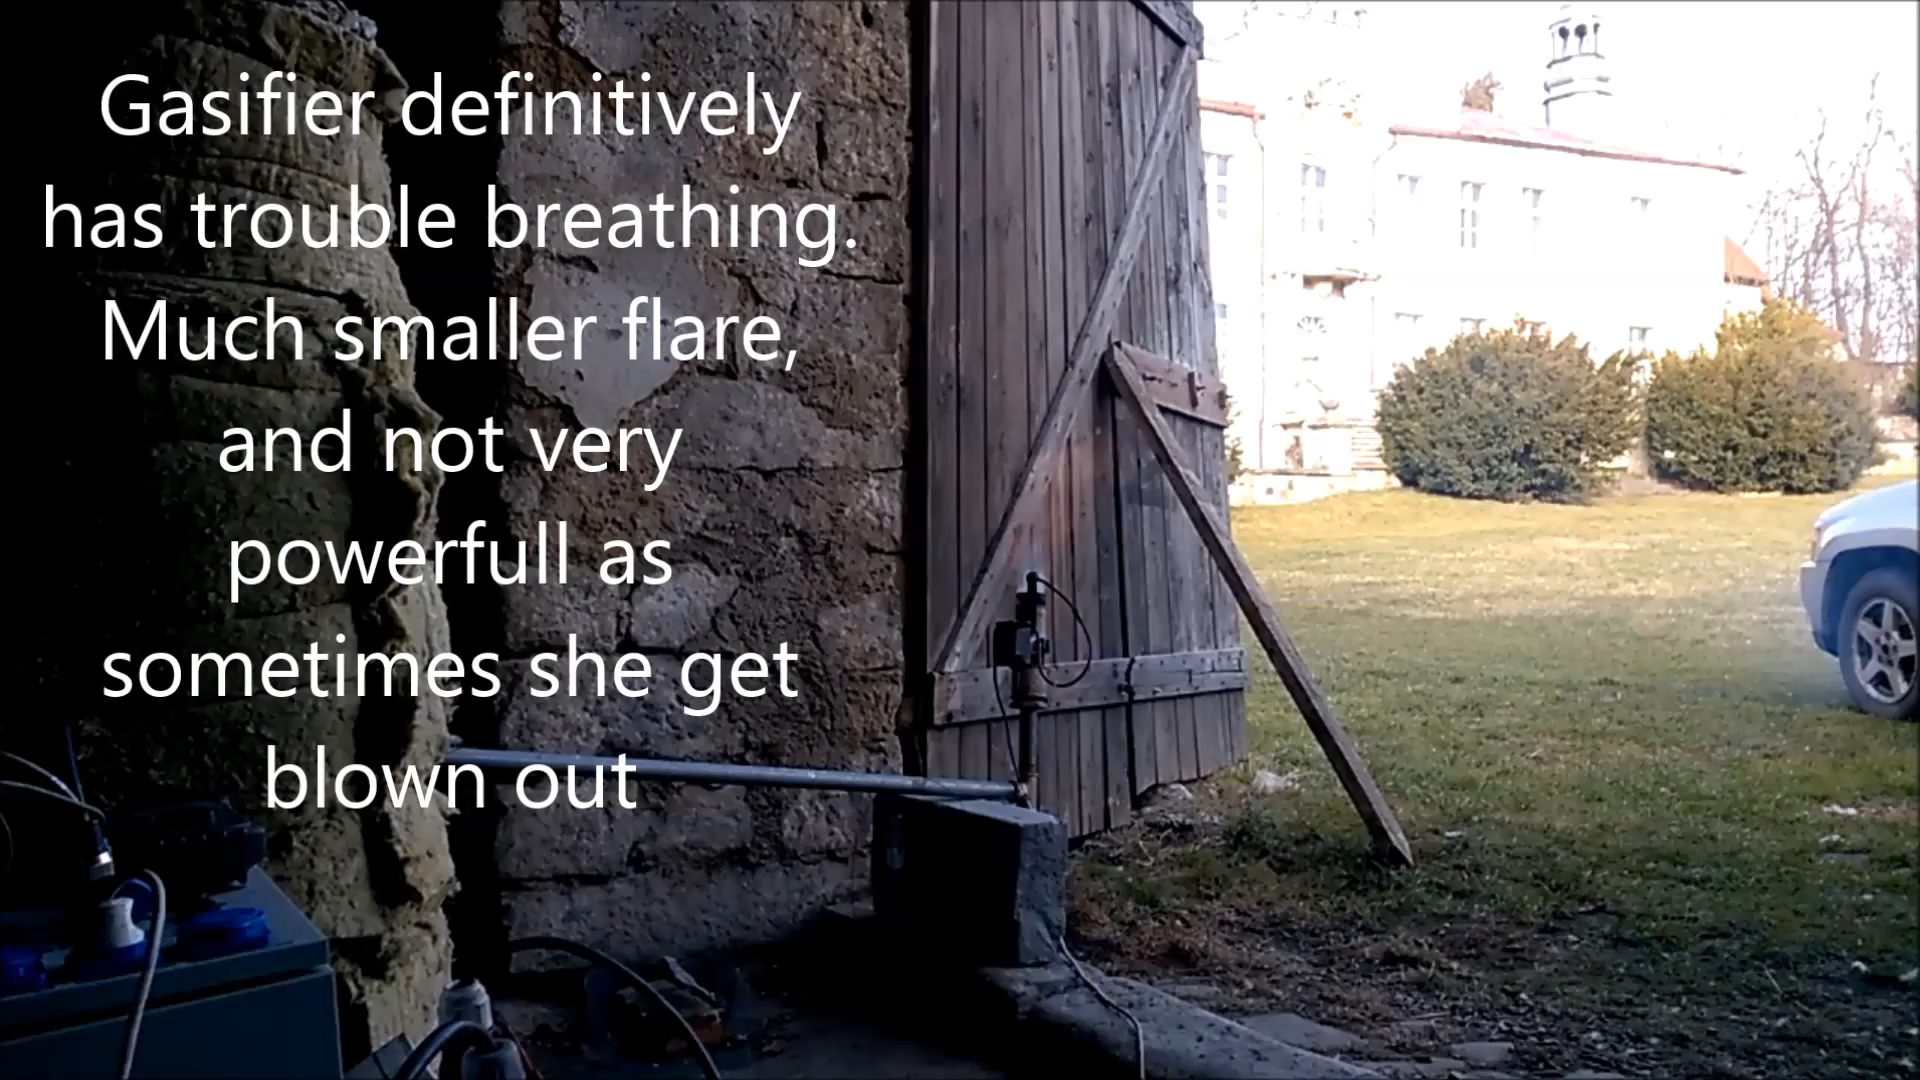 Gasifier definitively
has trouble breathing.
Much smaller flare,
and not very
powerfull as
sometimes she get
blown out